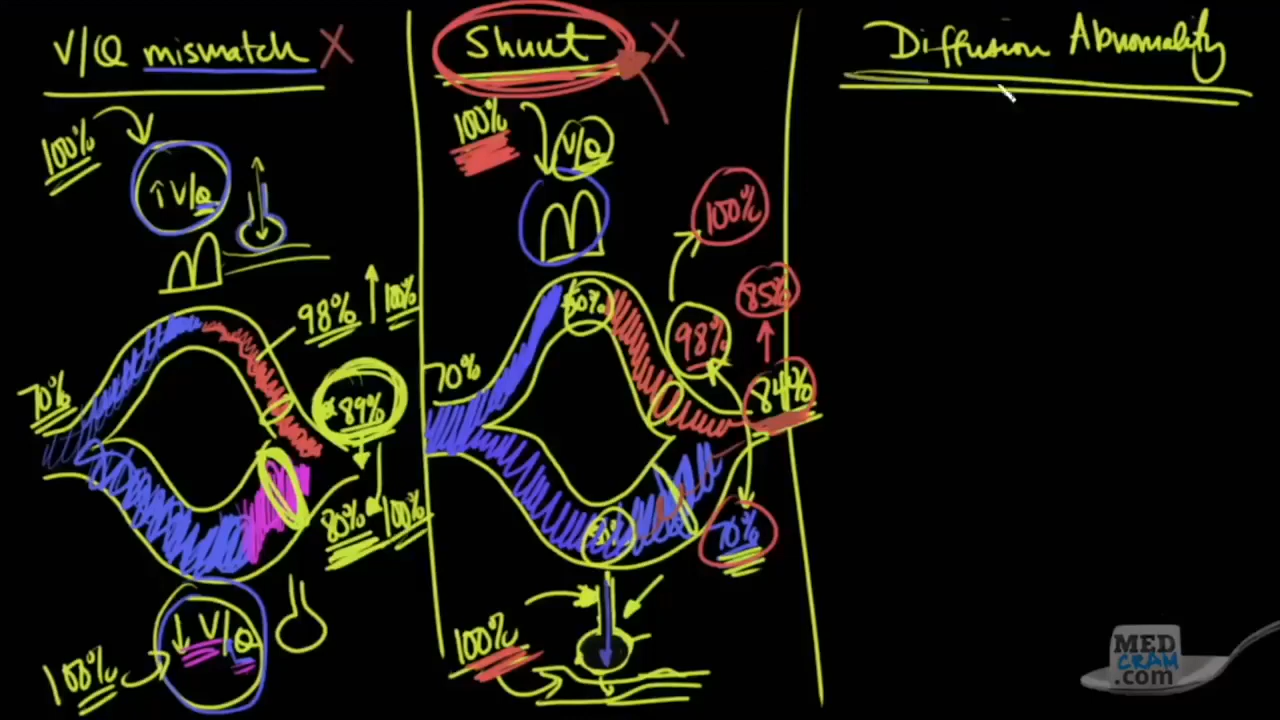 V/Q mismatch X
100%
↑ V/Q
98% ↑ 100%
70%
≈ 89%
80% 100%
↓ V/Q
100%
Shunt X
100%
V/Q
100%
85%
50%
98%
70%
84%
70%
100%
Diffusion Abnormality
MED
CRAM
.com